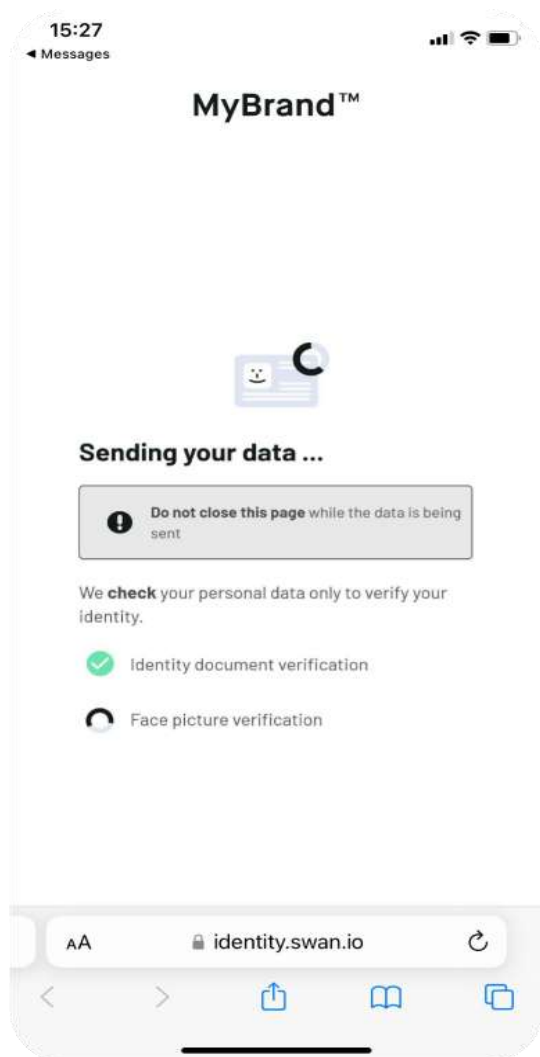 15:27
◀ Messages
MyBrand™
Sending your data ...
Do not close this page while the data is being
sent
We check your personal data only to verify your
identity.
Identity document verification
Face picture verification
AA
identity.swan.io